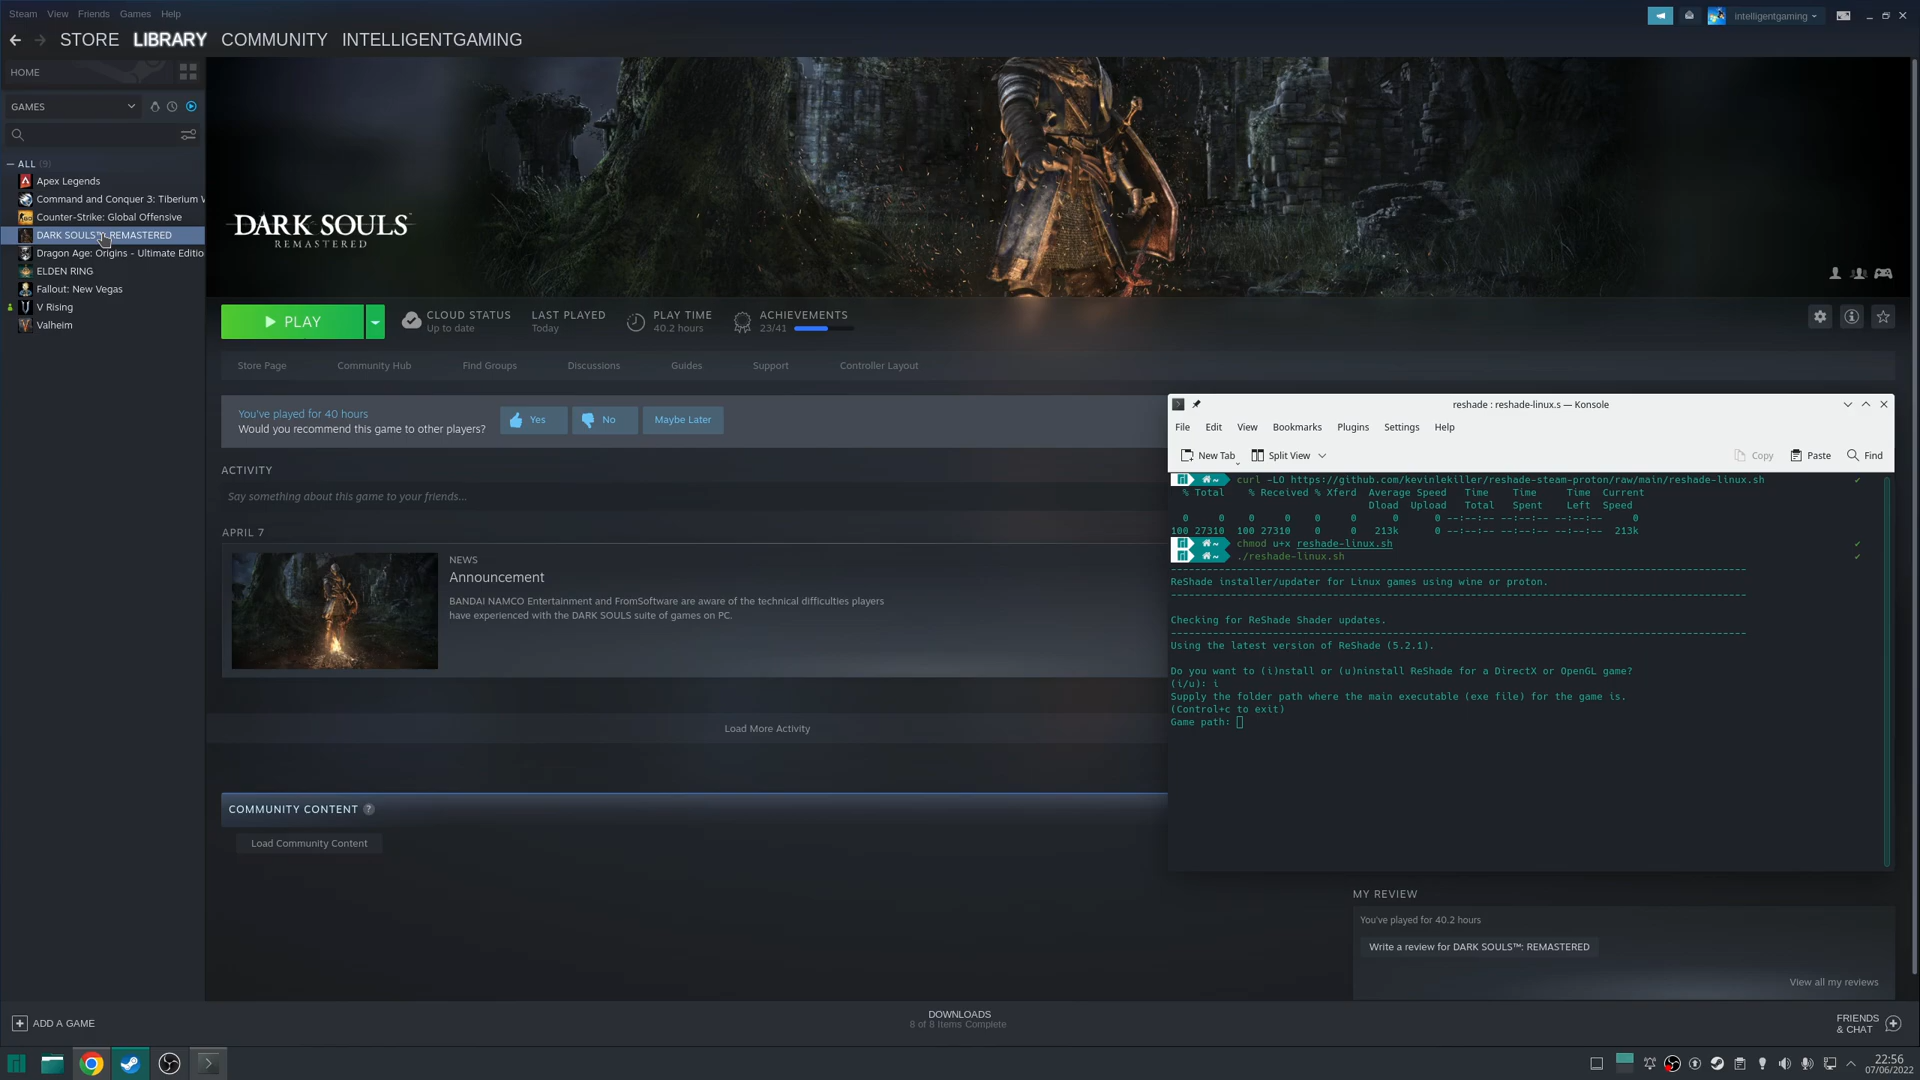 Steam View Friends Games Help
intelligentgaming
STORE LIBRARY COMMUNITY INTELLIGENTGAMING
HOME
GAMES
ALL (9)
Apex Legends
Command and Conquer 3: Tiberium W
Counter-Strike: Global Offensive
DARK SOULS™: REMASTERED
Dragon Age: Origins - Ultimate Editio
ELDEN RING
Fallout: New Vegas
V Rising
Valheim
DARK SOULS
REMASTERED
PLAY
CLOUD STATUS
Up to date
LAST PLAYED
Today
PLAY TIME
40.2 hours
ACHIEVEMENTS
23/41
Store Page Community Hub Find Groups Discussions Guides Support Controller Layout
You've played for 40 hours
Would you recommend this game to other players?
Yes No Maybe Later
ACTIVITY
Say something about this game to your friends...
APRIL 7
NEWS
Announcement
BANDAI NAMCO Entertainment and FromSoftware are aware of the technical difficulties players
have experienced with the DARK SOULS suite of games on PC.
Load More Activity
COMMUNITY CONTENT ?
Load Community Content
reshade : reshade-linux.s — Konsole
File Edit View Bookmarks Plugins Settings Help
New Tab Split View Copy Paste Find
~ curl -LO https://github.com/kevinlekiller/reshade-steam-proton/raw/main/reshade-linux.sh
% Total % Received % Xferd Average Speed Time Time Time Current
Dload Upload Total Spent Left Speed
0 0 0 0 0 0 0 0 --:--:-- --:--:-- --:--:-- 0
100 27310 100 27310 0 0 213k 0 --:--:-- --:--:-- --:--:-- 213k
~ chmod u+x reshade-linux.sh
~ ./reshade-linux.sh
------------------------------------------------------------------------------------------------
ReShade installer/updater for Linux games using wine or proton.
------------------------------------------------------------------------------------------------
Checking for ReShade Shader updates.
------------------------------------------------------------------------------------------------
Using the latest version of ReShade (5.2.1).
Do you want to (i)nstall or (u)ninstall ReShade for a DirectX or OpenGL game?
(i/u): i
Supply the folder path where the main executable (exe file) for the game is.
(Control+c to exit)
Game path:
MY REVIEW
You've played for 40.2 hours
Write a review for DARK SOULS™: REMASTERED
View all my reviews
ADD A GAME
DOWNLOADS
8 of 8 Items Complete
FRIENDS
& CHAT
22:56
07/06/2022